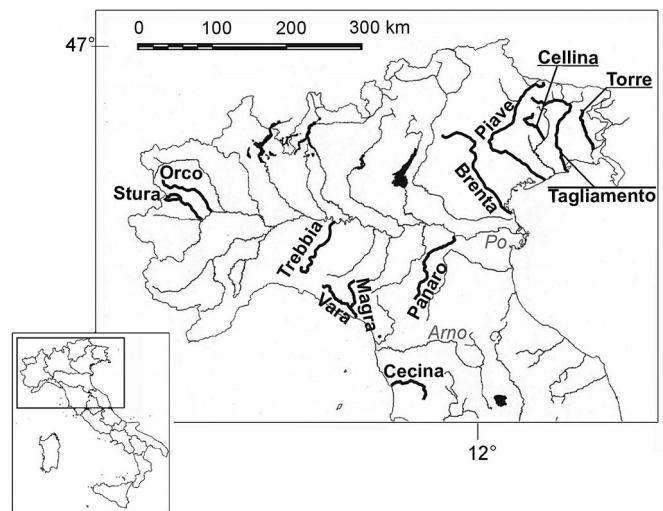 0 100 200 300 km
47°
Cellina
Torre
Piave
Orco
Stura
Brenta
Tagliamento
Trebbia
Po
Panaro
Magra
Vara
Arno
Cecina
12°